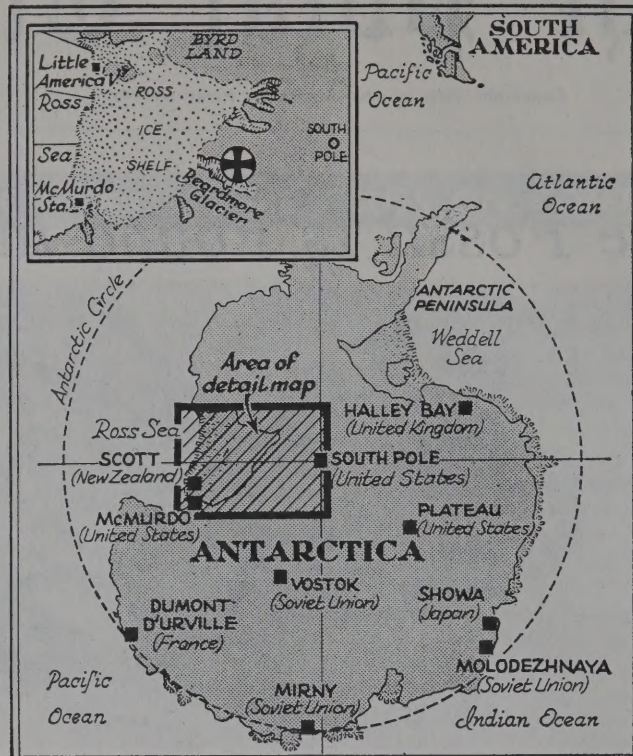 BYRD
LAND
Little
America V
Ross
ROSS
ICE
SHELF
Sea
McMurdo
Sta.
Beardmore
Glacier
SOUTH
POLE
SOUTH
AMERICA
Pacific
Ocean
Atlantic
Ocean
Antarctic Circle
ANTARCTIC
PENINSULA
Weddell
Sea
Area of
detail map
Ross Sea
HALLEY BAY
(United Kingdom)
SCOTT
(New Zealand)
SOUTH POLE
(United States)
McMURDO
(United States)
PLATEAU
(United States)
ANTARCTICA
VOSTOK
(Soviet Union)
SHOWA
(Japan)
DUMONT
D'URVILLE
(France)
MOLODEZHNAYA
(Soviet Union)
MIRNY
(Soviet Union)
Pacific
Ocean
Indian Ocean